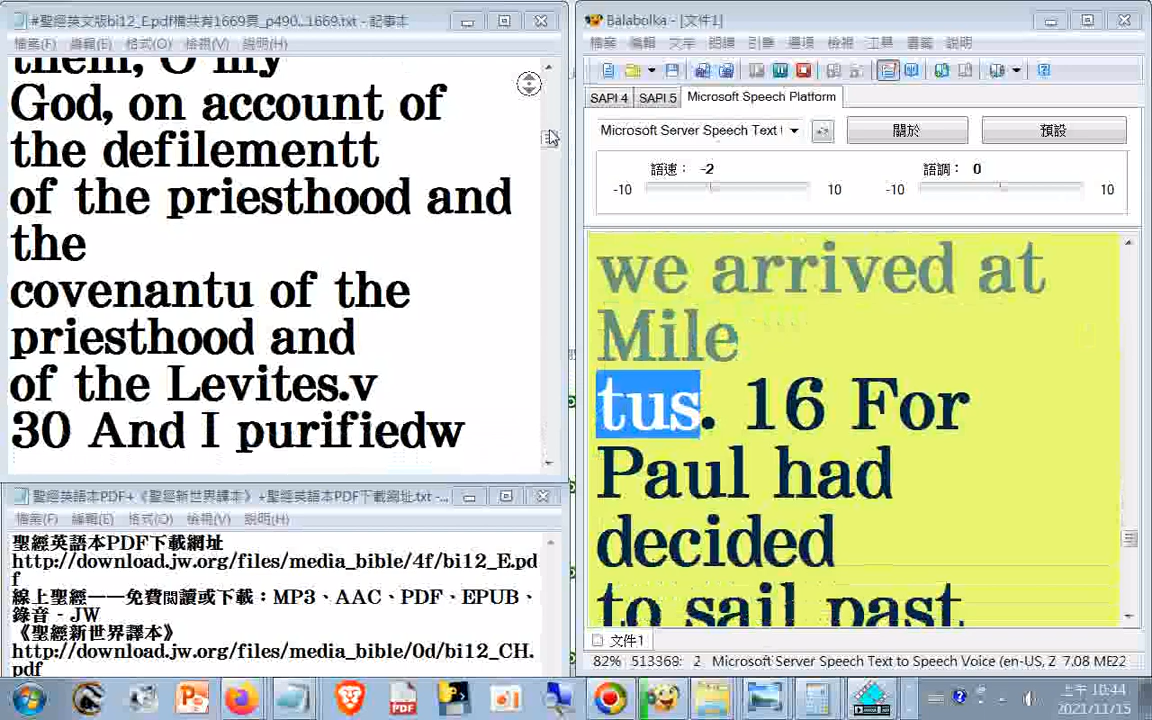 #聖經英文版bi12_E.pdf檔共有1669頁_p490...1669.txt - 記事本
檔案(F) 編輯(E) 格式(O) 檢視(V) 說明(H)
them, O my
God, on account of
the defilementt
of the priesthood and
the
covenantu of the
priesthood and
of the Levites.v
30 And I purifiedw
聖經英語本PDF+《聖經新世界譯本》+聖經英語本PDF下載網址.txt - ...
檔案(F) 編輯(E) 格式(O) 檢視(V) 說明(H)
聖經英語本PDF下載網址
http://download.jw.org/files/media_bible/4f/bi12_E.pd
f
線上聖經——免費閱讀或下載：MP3、AAC、PDF、EPUB、
錄音 - JW
《聖經新世界譯本》
http://download.jw.org/files/media_bible/0d/bi12_CH.
pdf
Balabolka - [文件1]
檔案 編輯 文字 朗讀 引擎 選項 檢視 工具 書籤 說明
SAPI 4 SAPI 5 Microsoft Speech Platform
Microsoft Server Speech Text 關於 預設
語速： -2 語調： 0
-10 10 -10 10
we arrived at
Mile
tus. 16 For
Paul had
decided
to sail past
文件1
82% 513369: 2 Microsoft Server Speech Text to Speech Voice (en-US, Z 7.08 ME22
上午 10:44
2021/11/15